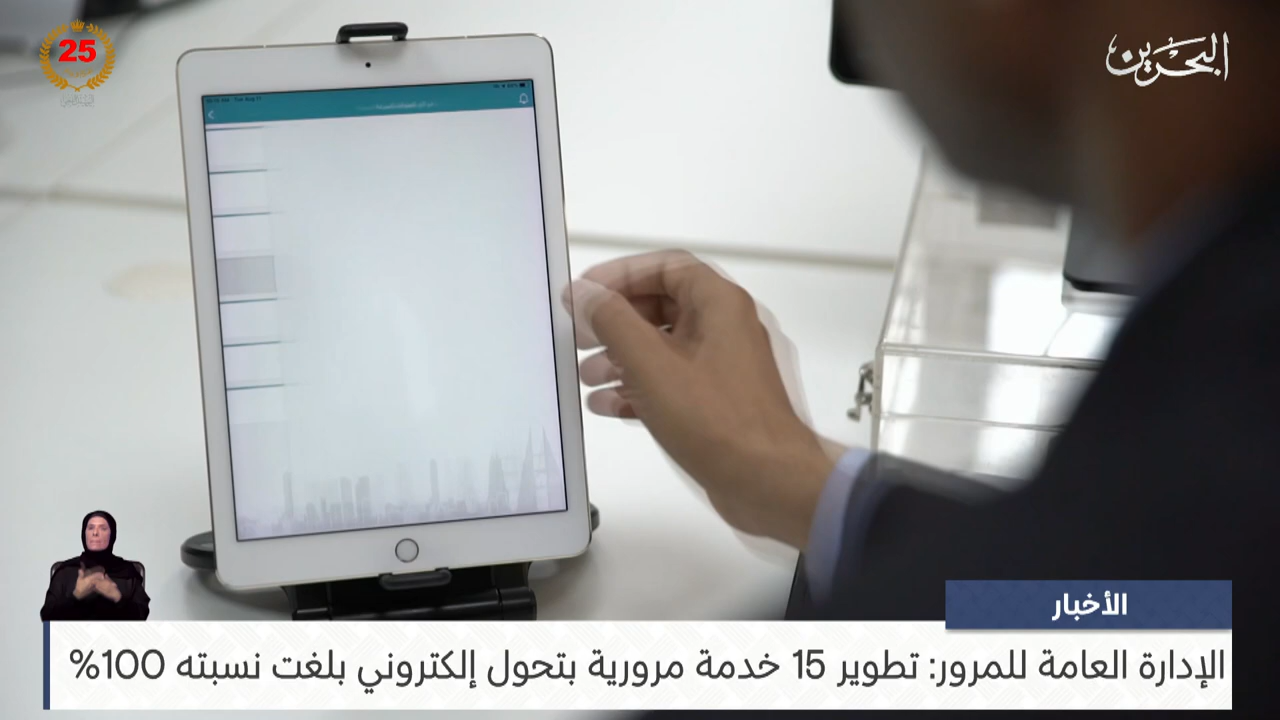 25
البحرين
الأخبار
الإدارة العامة للمرور: تطوير 15 خدمة مرورية بتحول إلكتروني بلغت نسبته 100%